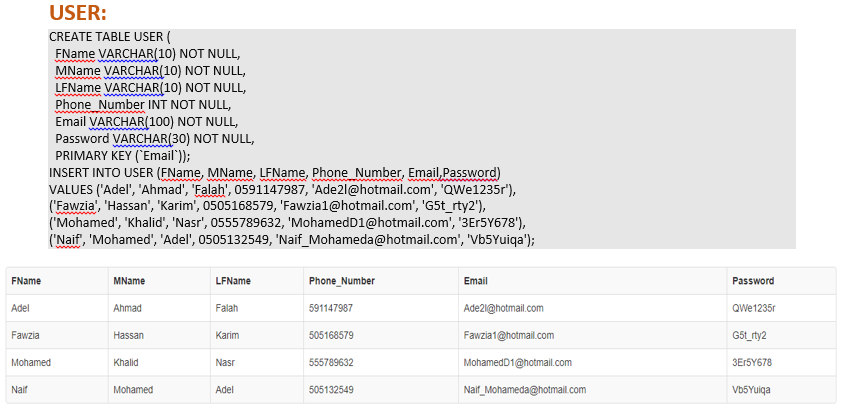 USER:
CREATE TABLE USER (
FName VARCHAR(10) NOT NULL,
MName VARCHAR(10) NOT NULL,
LFName VARCHAR(10) NOT NULL,
Phone_Number INT NOT NULL,
Email VARCHAR(100) NOT NULL,
Password VARCHAR(30) NOT NULL,
PRIMARY KEY (`Email`));
INSERT INTO USER (FName, MName, LFName, Phone_Number, Email,Password)
VALUES ('Adel', 'Ahmad', 'Falah', 0591147987, 'Ade2l@hotmail.com', 'QWe1235r'),
('Fawzia', 'Hassan', 'Karim', 0505168579, 'Fawzia1@hotmail.com', 'G5t_rty2'),
('Mohamed', 'Khalid', 'Nasr', 0555789632, 'MohamedD1@hotmail.com', '3Er5Y678'),
('Naif', 'Mohamed', 'Adel', 0505132549, 'Naif_Mohameda@hotmail.com', 'Vb5Yuiqa');
FName MName LFName Phone_Number Email Password
Adel Ahmad Falah 591147987 Ade2l@hotmail.com QWe1235r
Fawzia Hassan Karim 505168579 Fawzia1@hotmail.com G5t_rty2
Mohamed Khalid Nasr 555789632 MohamedD1@hotmail.com 3Er5Y678
Naif Mohamed Adel 505132549 Naif_Mohameda@hotmail.com Vb5Yuiqa